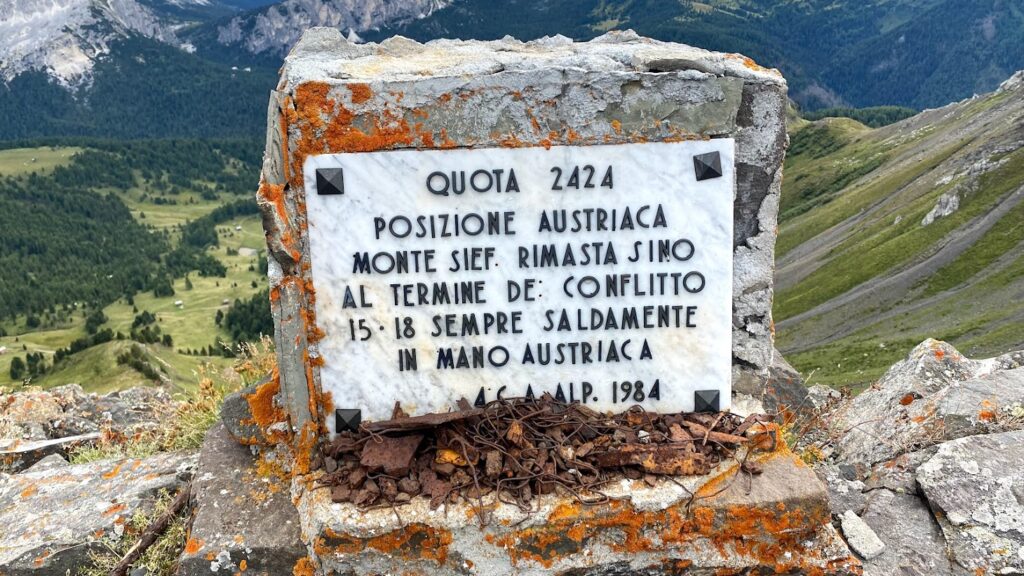 QUOTA 2424
POSIZIONE AUSTRIACA
MONTE SIEF. RIMASTA SINO
AL TERMINE DE: CONFLITTO
15·18 SEMPRE SALDAMENTE
IN MANO AUSTRIACA
4° C.A. ALP. 1984